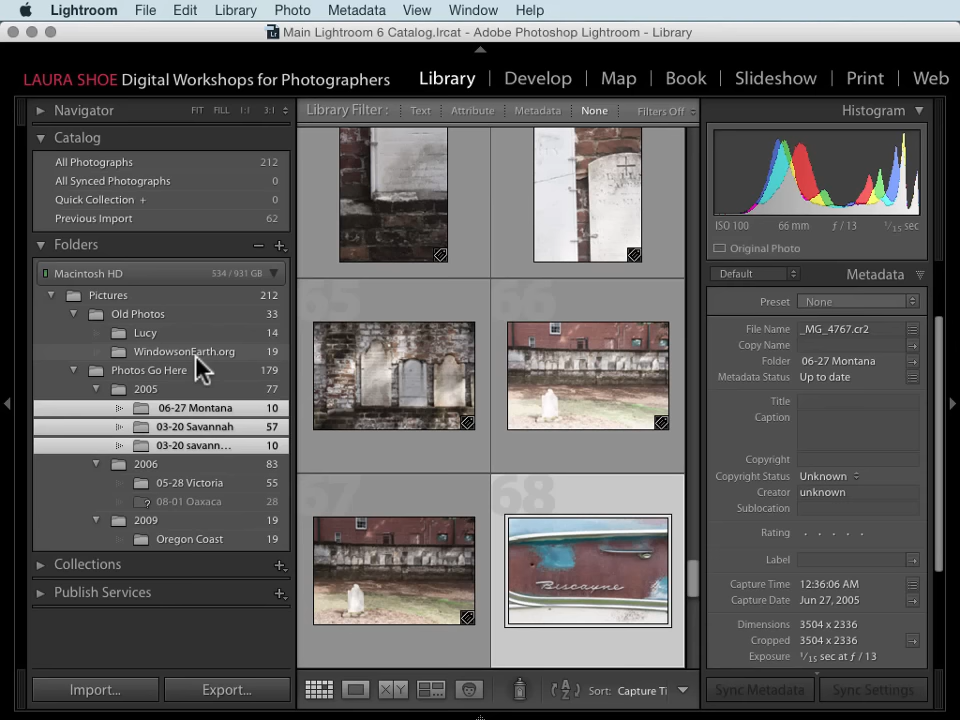 Lightroom File Edit Library Photo Metadata View Window Help
Main Lightroom 6 Catalog.lrcat - Adobe Photoshop Lightroom - Library
LAURA SHOE Digital Workshops for Photographers Library | Develop | Map | Book | Slideshow | Print | Web
Navigator FIT FILL 1:1 3:1
Library Filter : Text Attribute Metadata None Filters Off
Histogram
Catalog
All Photographs 212
All Synced Photographs 0
Quick Collection + 0
Previous Import 62
ISO 100 66 mm ƒ / 13 1/15 sec
Original Photo
Folders
Macintosh HD 534 / 931 GB
Default Metadata
Pictures 212
Old Photos 33
Lucy 14
WindowsonEarth.org 19
Photos Go Here 179
2005 77
06-27 Montana 10
03-20 Savannah 57
03-20 savann... 10
2006 83
05-28 Victoria 55
08-01 Oaxaca 28
2009 19
Oregon Coast 19
Collections
Publish Services
Import... Export...
65 66
67 68
Biscayne
Sort: Capture Ti
Preset None
File Name _MG_4767.cr2
Copy Name
Folder 06-27 Montana
Metadata Status Up to date
Title
Caption
Copyright
Copyright Status Unknown
Creator unknown
Sublocation
Rating . . . . .
Label
Capture Time 12:36:06 AM
Capture Date Jun 27, 2005
Dimensions 3504 x 2336
Cropped 3504 x 2336
Exposure 1/15 sec at ƒ / 13
Sync Metadata Sync Settings